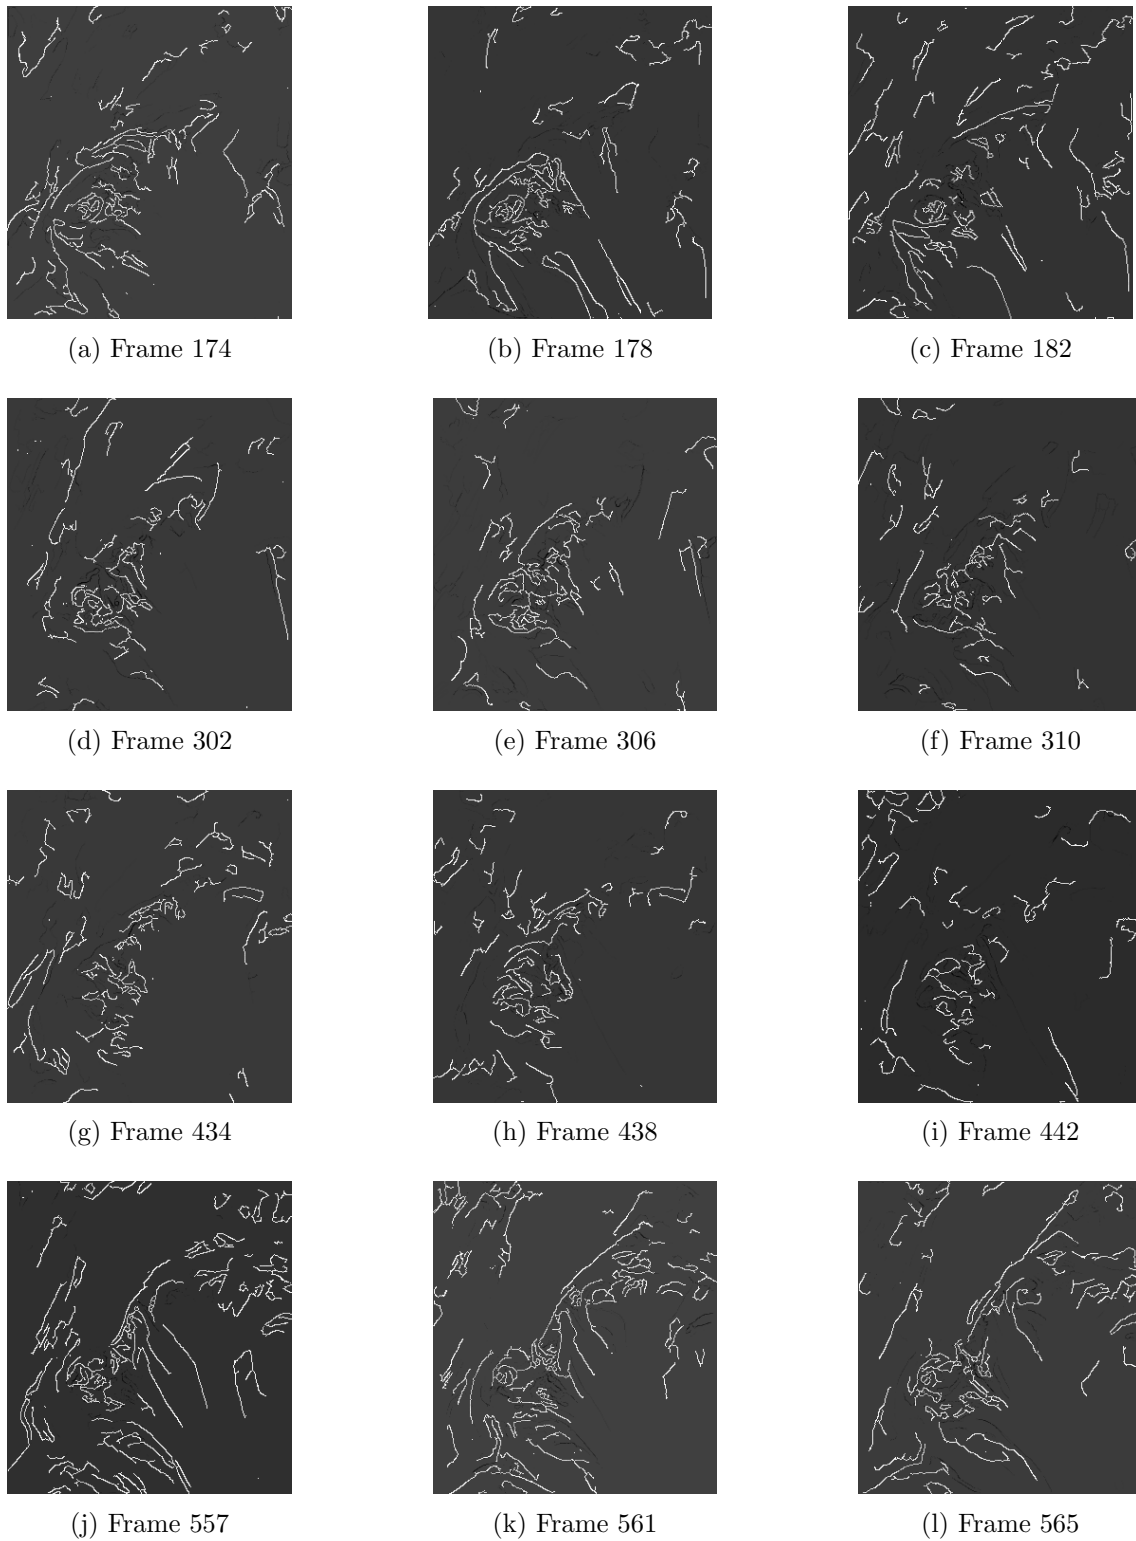 (a) Frame 174
(b) Frame 178
(c) Frame 182
(d) Frame 302
(e) Frame 306
(f) Frame 310
(g) Frame 434
(h) Frame 438
(i) Frame 442
(j) Frame 557
(k) Frame 561
(l) Frame 565